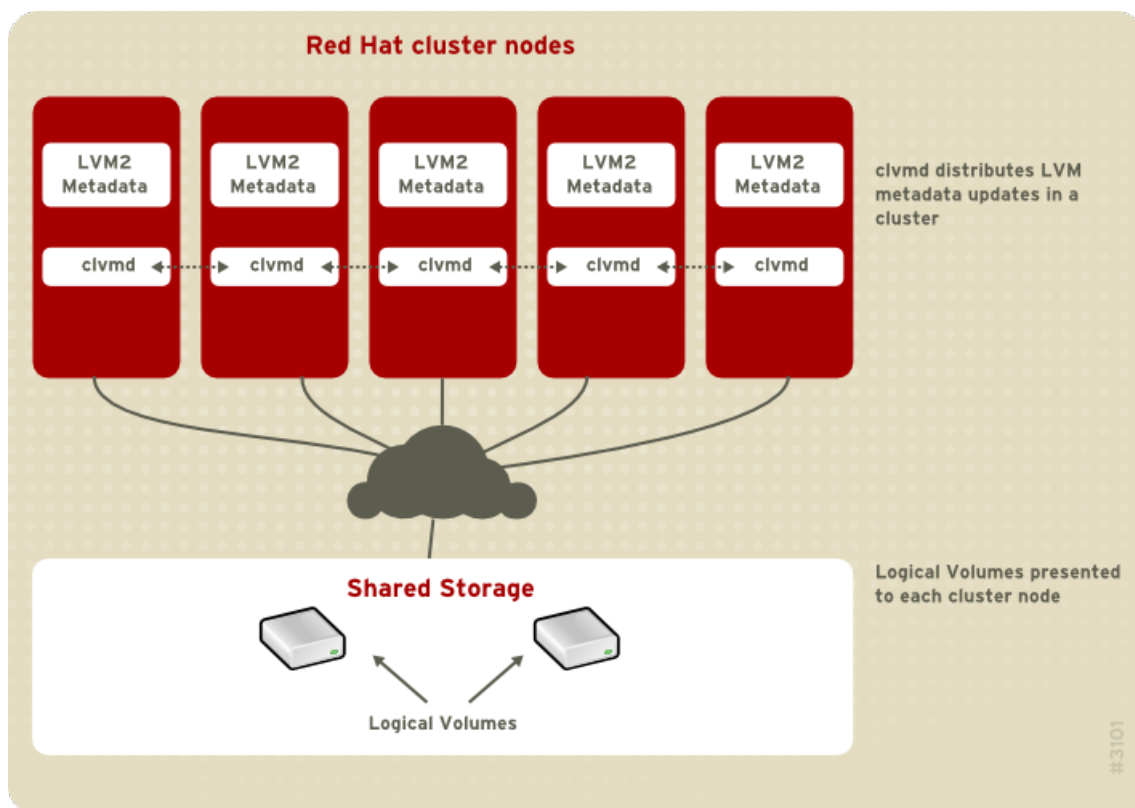 Red Hat cluster nodes
LVM2
Metadata
LVM2
Metadata
LVM2
Metadata
LVM2
Metadata
LVM2
Metadata
clvmd distributes LVM
metadata updates in a
cluster
clvmd
clvmd
clvmd
clvmd
clvmd
Shared Storage
Logical Volumes presented
to each cluster node
Logical Volumes
#3101